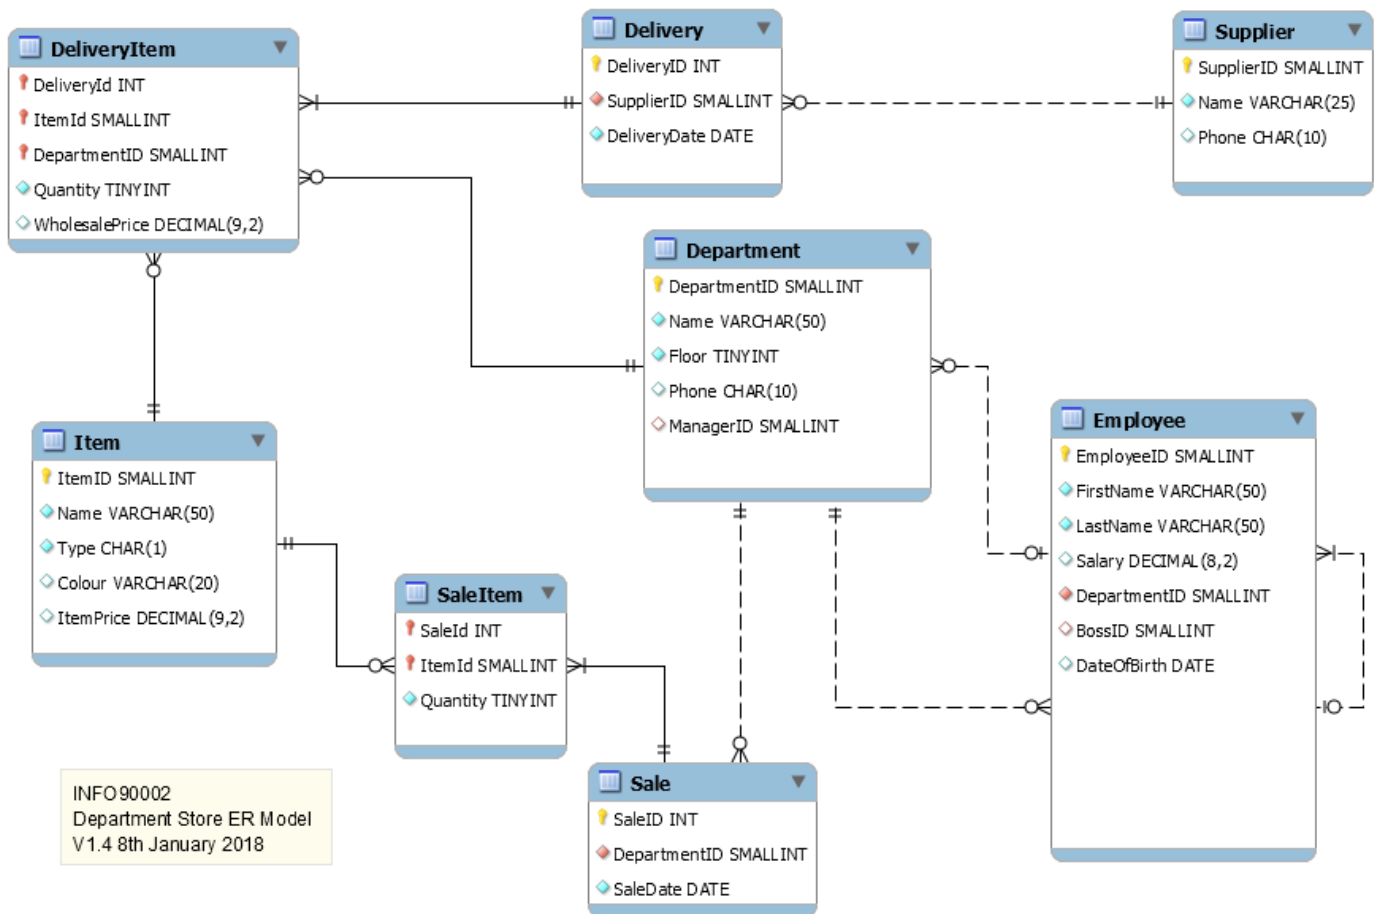 DeliveryItem
DeliveryId INT
ItemId SMALLINT
DepartmentID SMALLINT
Quantity TINYINT
WholesalePrice DECIMAL(9,2)
Delivery
DeliveryID INT
SupplierID SMALLINT
DeliveryDate DATE
Supplier
SupplierID SMALLINT
Name VARCHAR(25)
Phone CHAR(10)
Department
DepartmentID SMALLINT
Name VARCHAR(50)
Floor TINYINT
Phone CHAR(10)
ManagerID SMALLINT
Employee
EmployeeID SMALLINT
FirstName VARCHAR(50)
LastName VARCHAR(50)
Salary DECIMAL(8,2)
DepartmentID SMALLINT
BossID SMALLINT
DateOfBirth DATE
Item
ItemID SMALLINT
Name VARCHAR(50)
Type CHAR(1)
Colour VARCHAR(20)
ItemPrice DECIMAL(9,2)
SaleItem
SaleId INT
ItemId SMALLINT
Quantity TINYINT
Sale
SaleID INT
DepartmentID SMALLINT
SaleDate DATE
INFO90002
Department Store ER Model
V1.4 8th January 2018